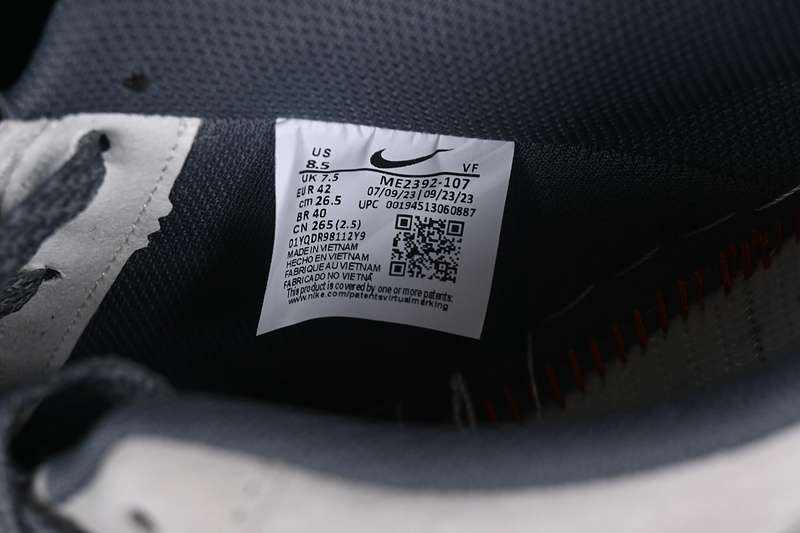 US
8.5
VF
UK 7.5
ME2392-107
EUR 42
07/09/23 | 09/23/23
cm 26.5
UPC 00194513060887
BR 40
CN 265 (2.5)
01YQDR98112Y9
MADE IN VIETNAM
HECHO EN VIETNAM
FABRIQUE AU VIETNAM
FABRICADO NO VIETNÃ
This product is covered by one or more patents:
www.nike.com/patentsvirtualmarking